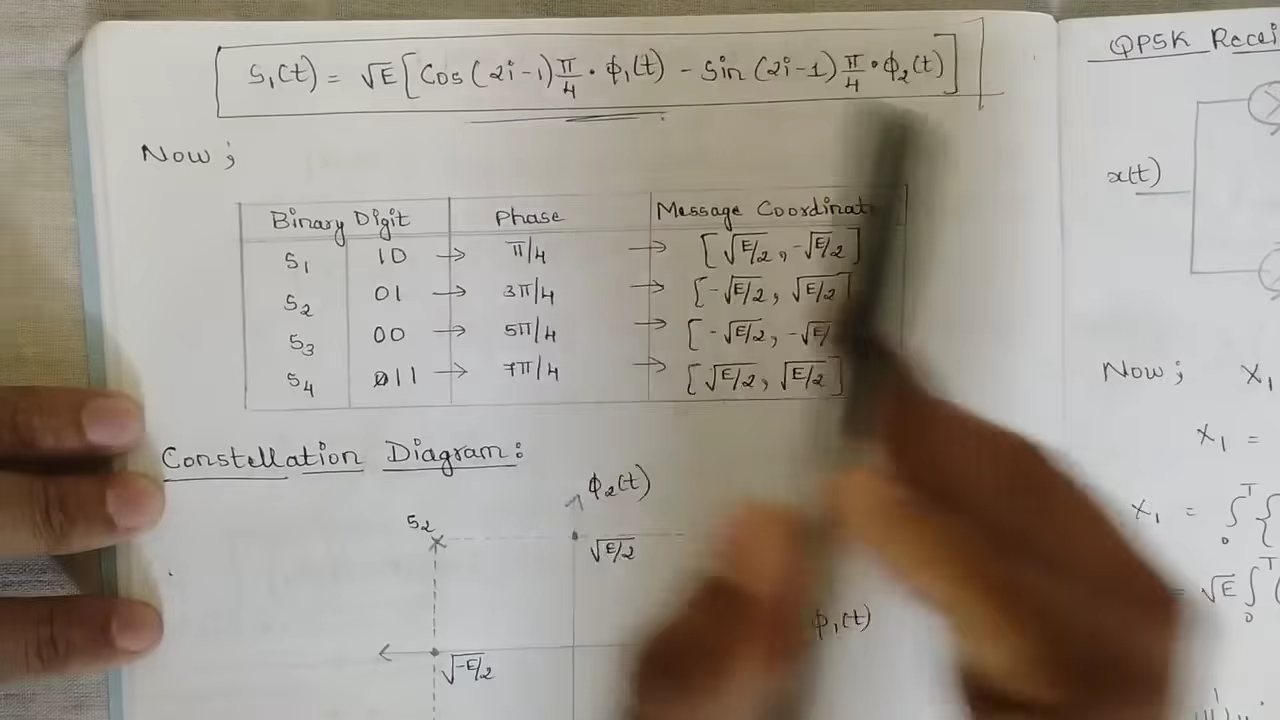 S₁(t) = √E [Cos (2i-1) π/4 · ϕ₁(t) - Sin (2i-1) π/4 · ϕ₂(t)]
Now ;
Binary Digit Phase Message Coordinat
S₁ 10 → π/4 → [√E/2, -√E/2]
S₂ 01 → 3π/4 → [-√E/2, √E/2]
S₃ 00 → 5π/4 → [-√E/2, -√E/
S₄ 11 → 7π/4 → [√E/2, √E/2]
Constellation Diagram:
ϕ₂(t)
S₂
√E/2
ϕ₁(t)
√-E/2
QPSK Recei
x(t)
Now ; X₁
X₁ =
X₁ = ∫₀ᵀ {
= √E ∫₀ᵀ (